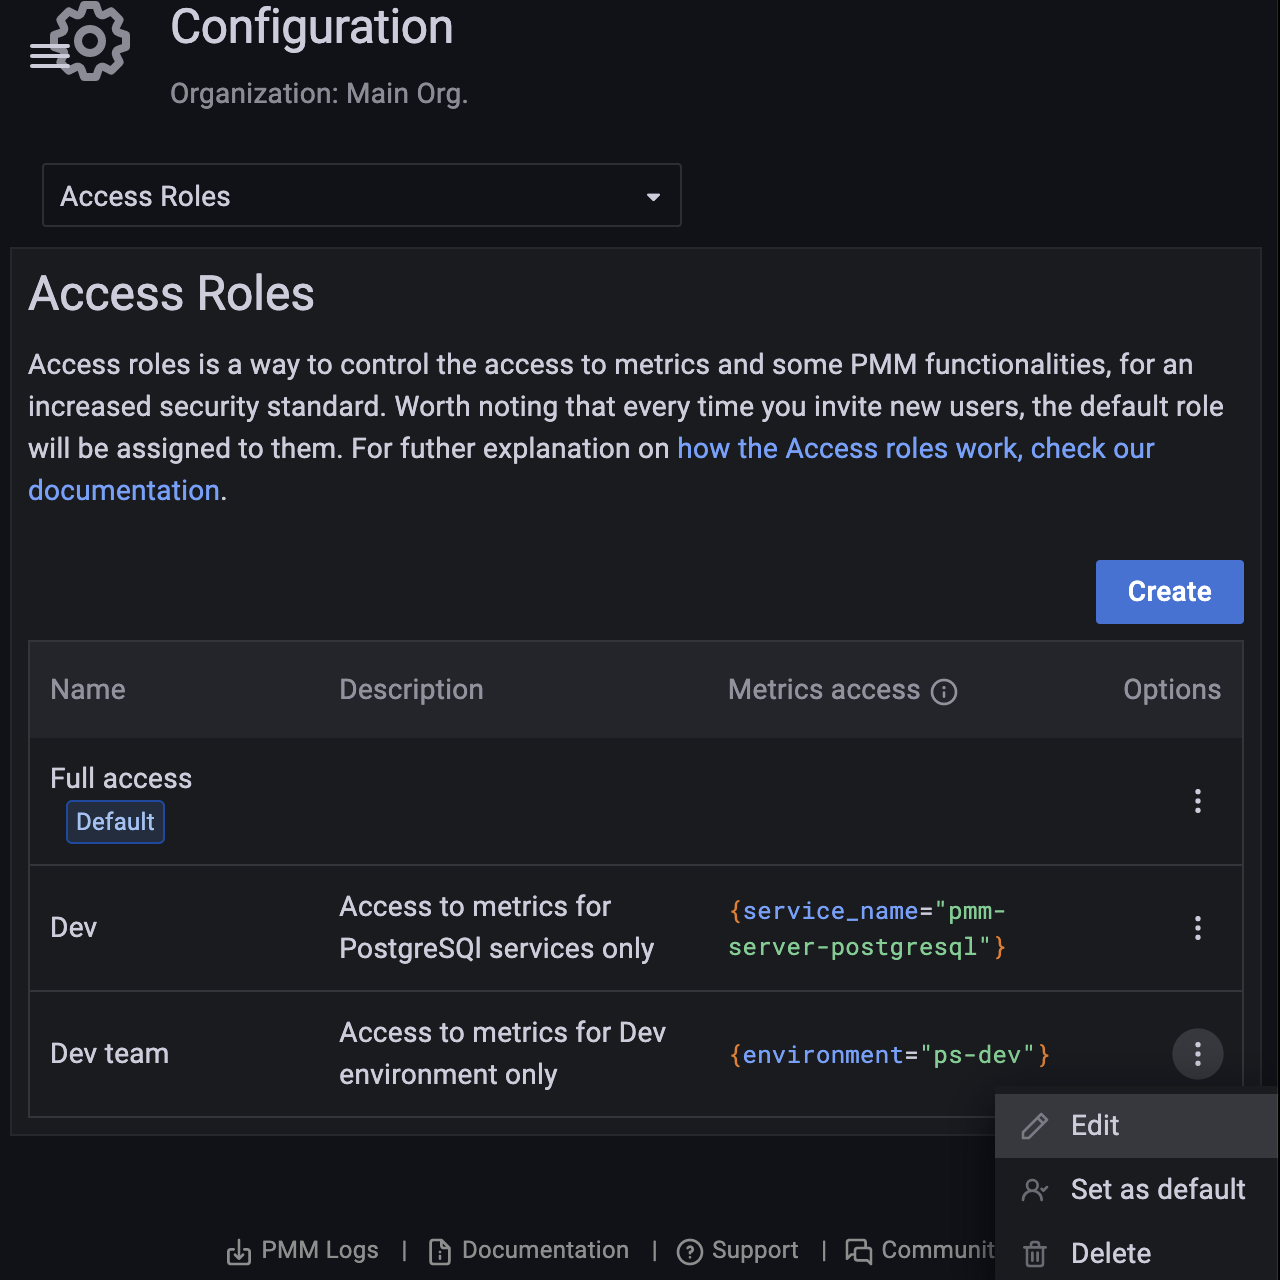 Configuration
Organization: Main Org.
Access Roles
Access Roles
Access roles is a way to control the access to metrics and some PMM functionalities, for an
increased security standard. Worth noting that every time you invite new users, the default role
will be assigned to them. For futher explanation on how the Access roles work, check our
documentation.
Create
Name Description Metrics access Options
Full access
Default
Dev
Access to metrics for
PostgreSQl services only
{service_name="pmm-
server-postgresql"}
Dev team
Access to metrics for Dev
environment only
{environment="ps-dev"}
Edit
Set as default
Delete
PMM Logs | Documentation | Support | Communit